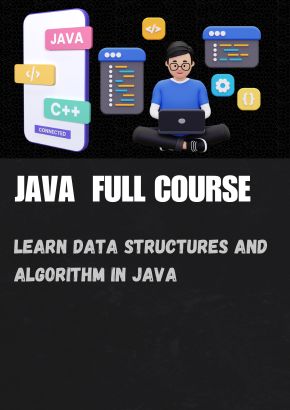 JAVA
</>
</>
C++
{}
CONNECTED
JAVA FULL COURSE
LEARN DATA STRUCTURES AND
ALGORITHM IN JAVA